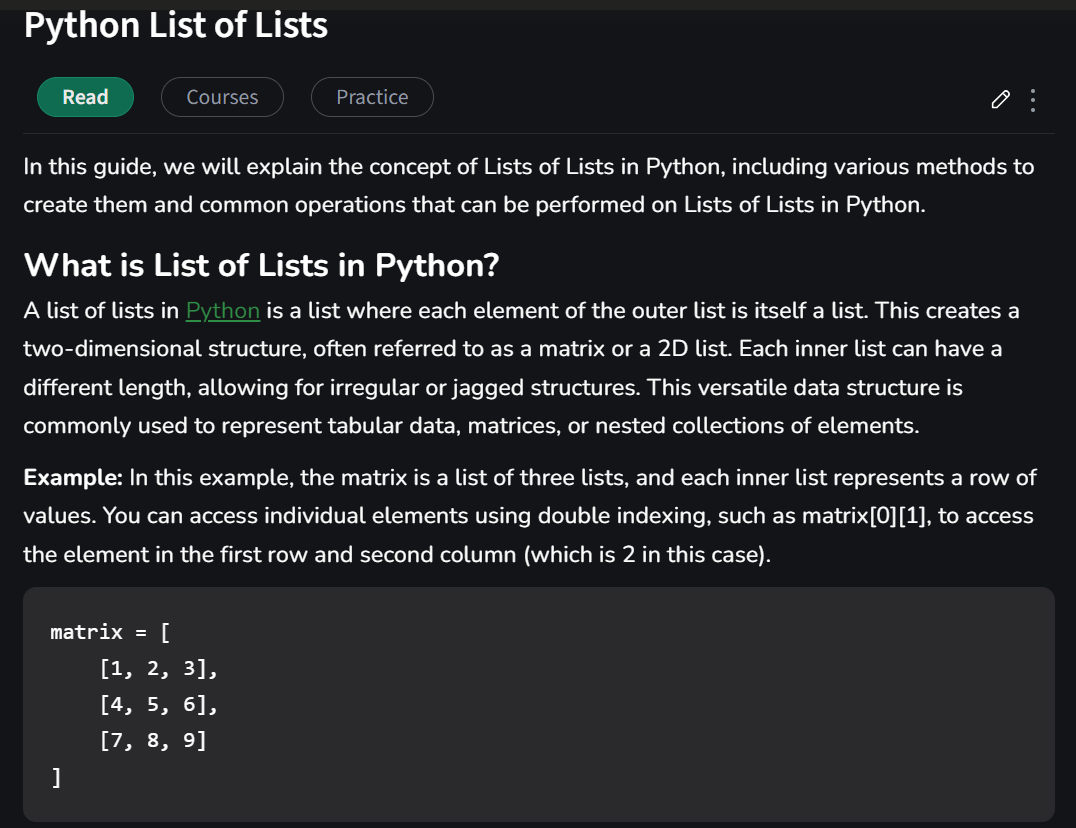 Python List of Lists
Read Courses Practice
In this guide, we will explain the concept of Lists of Lists in Python, including various methods to
create them and common operations that can be performed on Lists of Lists in Python.
What is List of Lists in Python?
A list of lists in Python is a list where each element of the outer list is itself a list. This creates a
two-dimensional structure, often referred to as a matrix or a 2D list. Each inner list can have a
different length, allowing for irregular or jagged structures. This versatile data structure is
commonly used to represent tabular data, matrices, or nested collections of elements.
Example: In this example, the matrix is a list of three lists, and each inner list represents a row of
values. You can access individual elements using double indexing, such as matrix[0][1], to access
the element in the first row and second column (which is 2 in this case).
matrix = [
    [1, 2, 3],
    [4, 5, 6],
    [7, 8, 9]
]